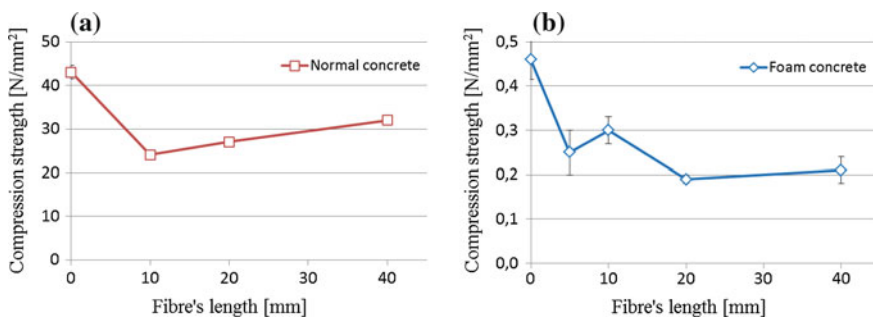 (a)
Compression strength [N/mm²]
50
40
30
20
10
0
Normal concrete
0 10 20 30 40
Fibre's length [mm]
(b)
Compression strength [N/mm²]
0,5
0,4
0,3
0,2
0,1
0,0
Foam concrete
0 10 20 30 40
Fibre's length [mm]